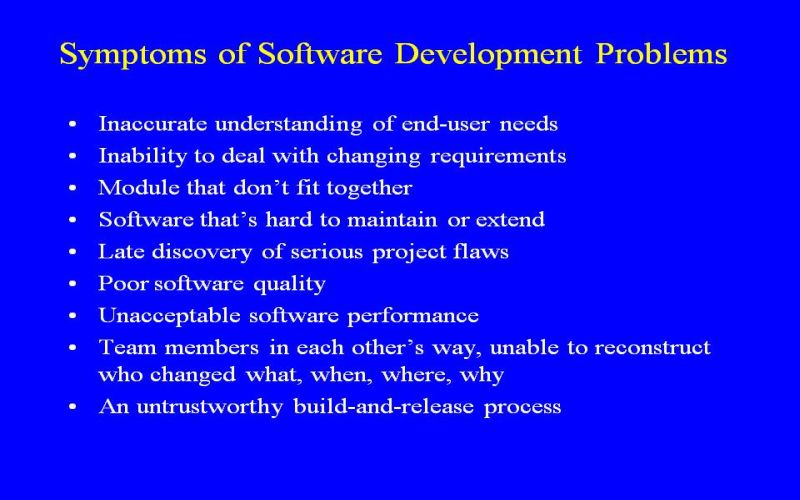 Symptoms of Software Development Problems
• Inaccurate understanding of end-user needs
• Inability to deal with changing requirements
• Module that don’t fit together
• Software that’s hard to maintain or extend
• Late discovery of serious project flaws
• Poor software quality
• Unacceptable software performance
• Team members in each other’s way, unable to reconstruct
who changed what, when, where, why
• An untrustworthy build-and-release process